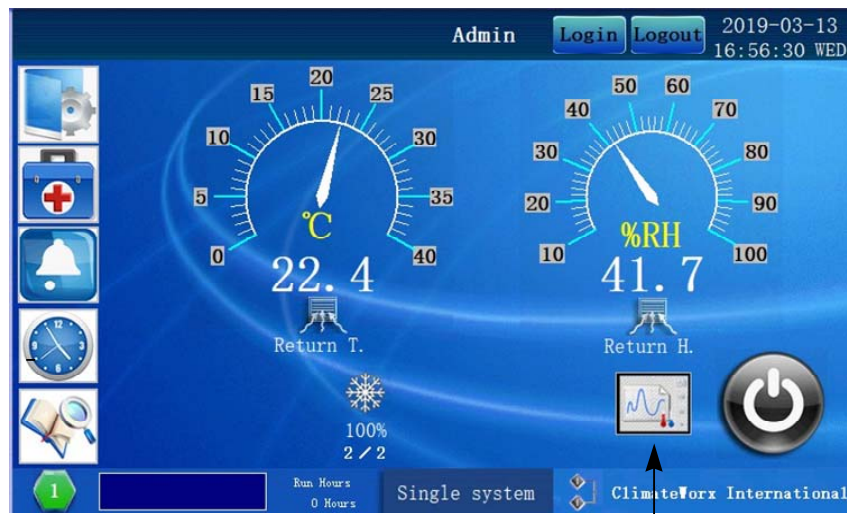 Admin Login Logout 2019-03-13
16:56:30 WED
0 5 10 15 20 25 30 35 40
℃
22.4
Return T.
10 20 30 40 50 60 70 80 90 100
%RH
41.7
Return H.
100%
2/2
1 Run Hours
0 Hours
Single system
ClimateWorx International